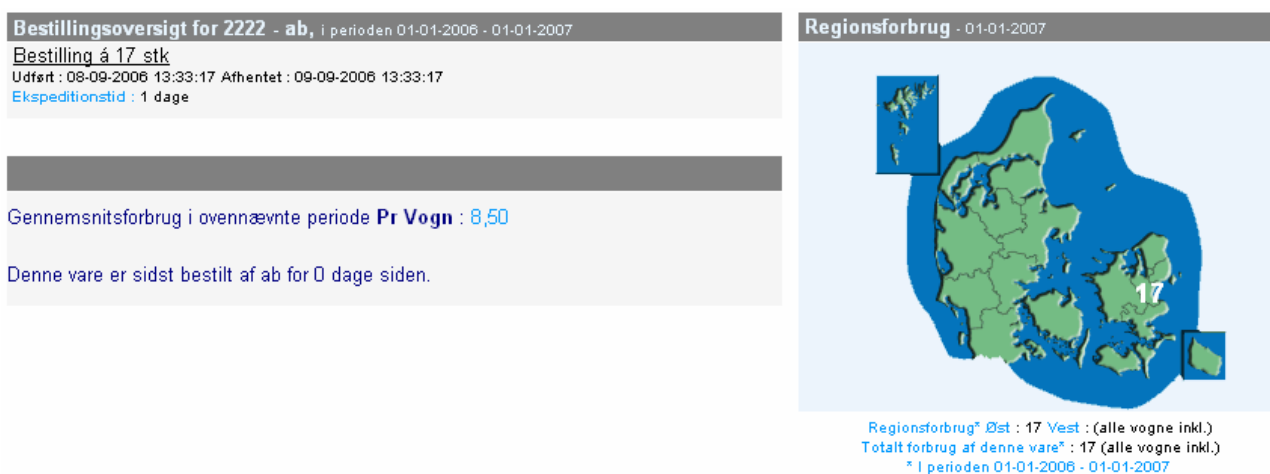 Bestillingsoversigt for 2222 - ab, i perioden 01-01-2006 - 01-01-2007
Bestilling á 17 stk
Udført : 08-09-2006 13:33:17 Afhentet : 09-09-2006 13:33:17
Ekspeditionstid : 1 dage
Gennemsnitsforbrug i ovennævnte periode Pr Vogn : 8,50
Denne vare er sidst bestilt af ab for 0 dage siden.
Regionsforbrug - 01-01-2007
17
Regionsforbrug* Øst : 17 Vest : (alle vogne inkl.)
Totalt forbrug af denne vare* : 17 (alle vogne inkl.)
* I perioden 01-01-2006 - 01-01-2007